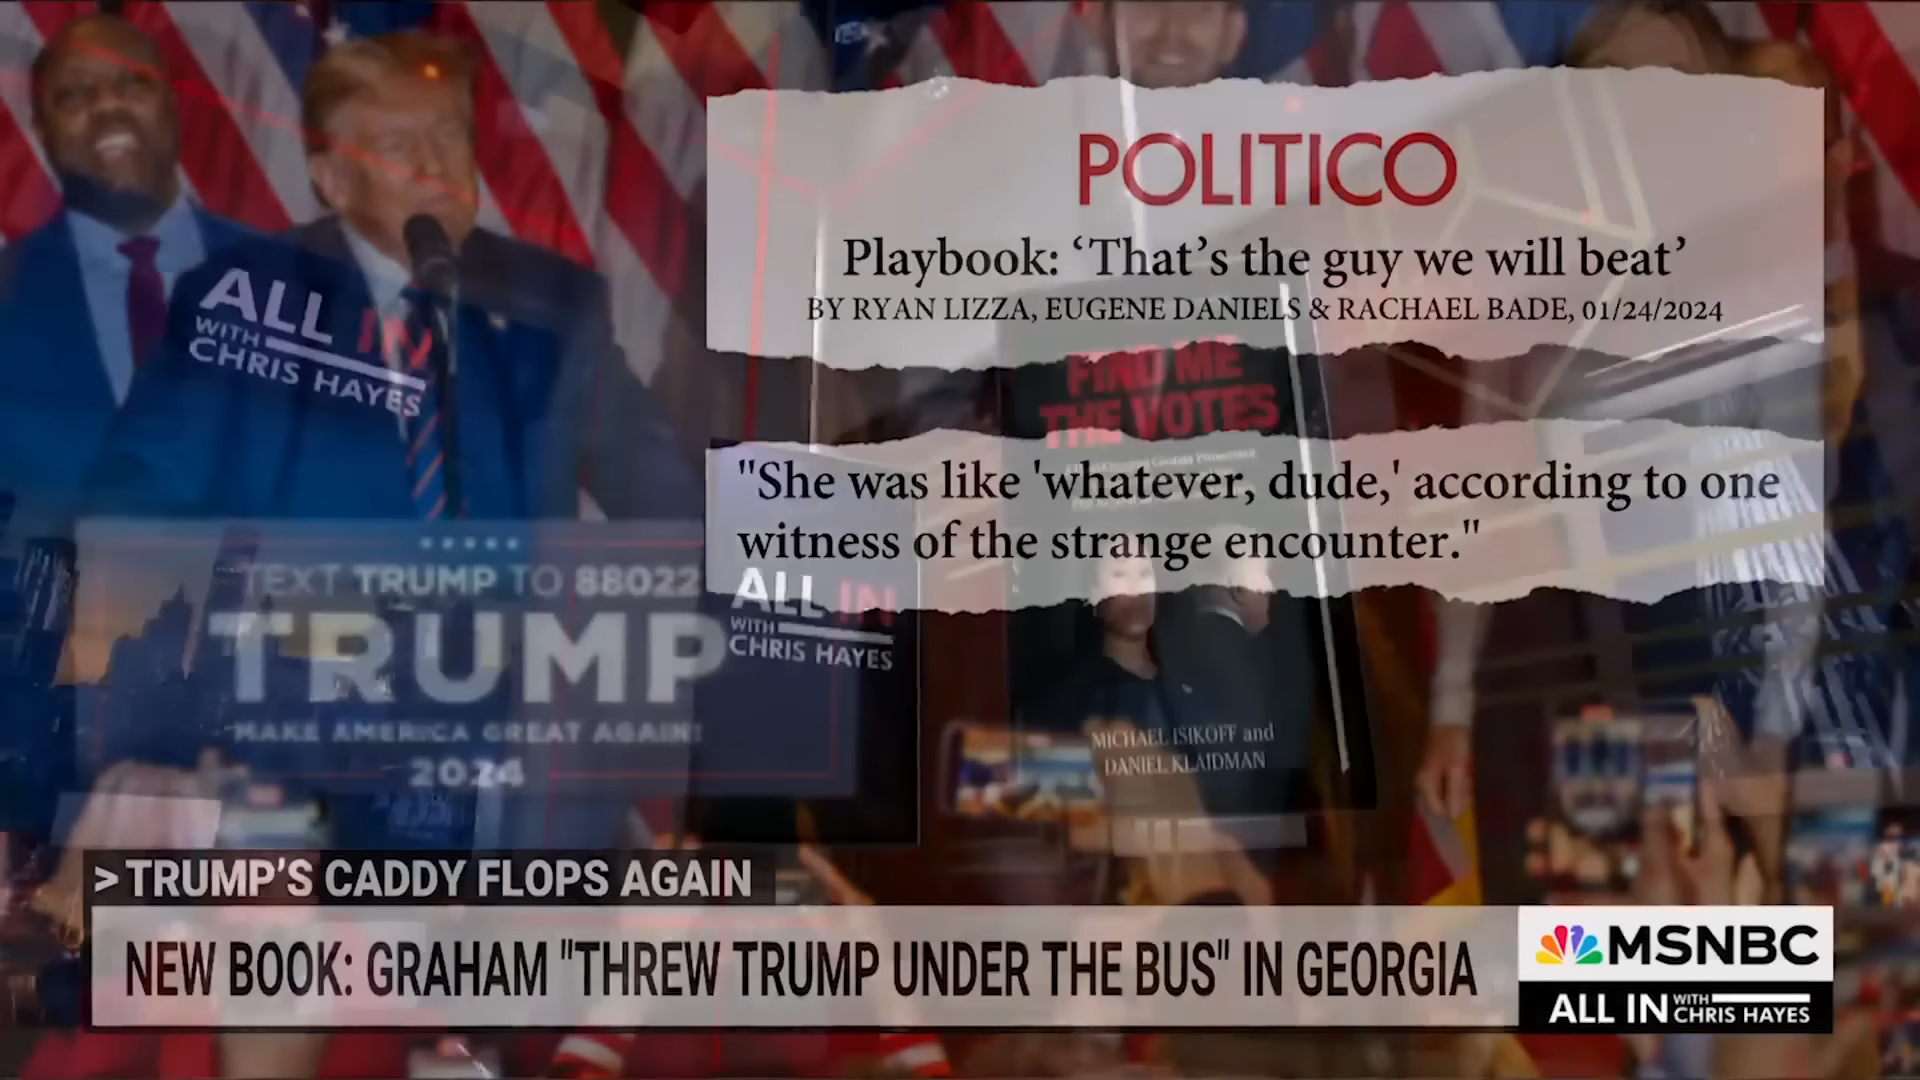 POLITICO
Playbook: ‘That’s the guy we will beat’
BY RYAN LIZZA, EUGENE DANIELS & RACHAEL BADE, 01/24/2024
ALL IN
WITH
CHRIS HAYES
FIND ME
THE VOTES
"She was like 'whatever, dude,' according to one
witness of the strange encounter."
TEXT TRUMP TO 88022
TRUMP
MAKE AMERICA GREAT AGAIN!
2024
ALL IN
WITH
CHRIS HAYES
MICHAEL ISIKOFF and
DANIEL KLAIDMAN
>TRUMP’S CADDY FLOPS AGAIN
NEW BOOK: GRAHAM "THREW TRUMP UNDER THE BUS" IN GEORGIA
MSNBC
ALL IN WITH CHRIS HAYES